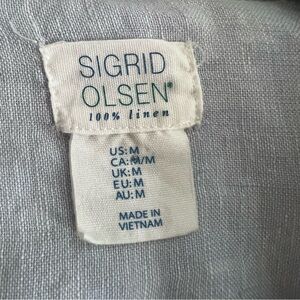 SIGRID
OLSEN®
100% linen
US: M
CA: M/M
UK: M
EU: M
AU: M
MADE IN
VIETNAM